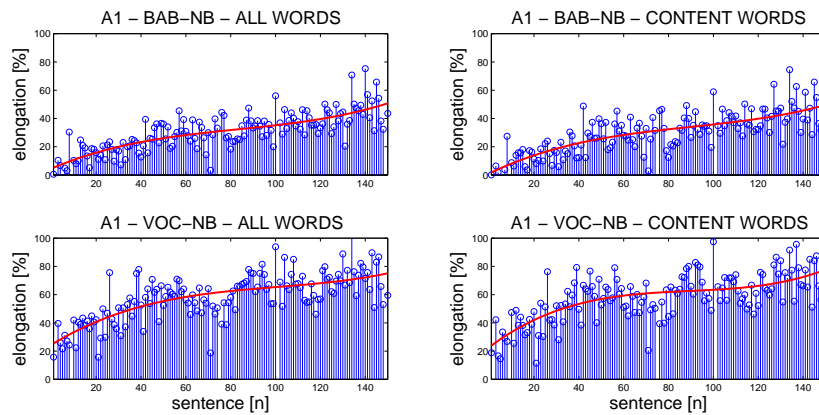 A1 − BAB−NB − ALL WORDS
A1 − BAB−NB − CONTENT WORDS
elongation [%]
100
80
60
40
20
0
20 40 60 80 100 120 140
elongation [%]
100
80
60
40
20
0
20 40 60 80 100 120 140
A1 − VOC−NB − ALL WORDS
A1 − VOC−NB − CONTENT WORDS
elongation [%]
100
80
60
40
20
0
20 40 60 80 100 120 140
sentence [n]
elongation [%]
100
80
60
40
20
0
20 40 60 80 100 120 140
sentence [n]